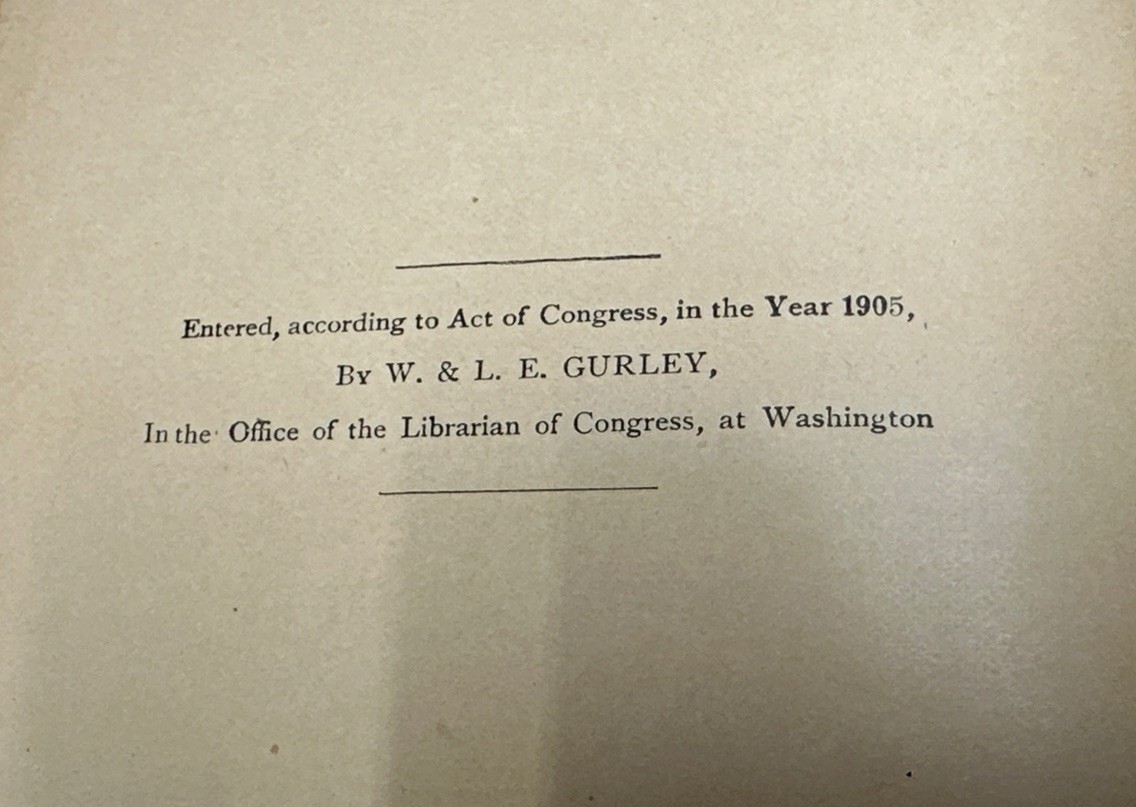 Entered, according to Act of Congress, in the Year 1905,
By W. & L. E. GURLEY,
In the Office of the Librarian of Congress, at Washington